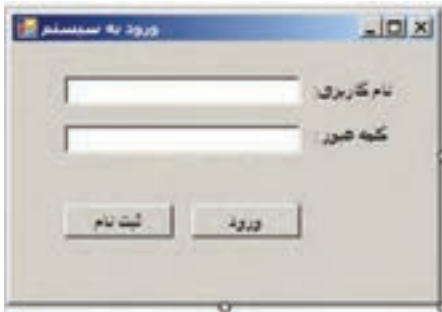 ورود به سیستم
نام کاربری:
کلمه عبور :
ورود
ثبت نام